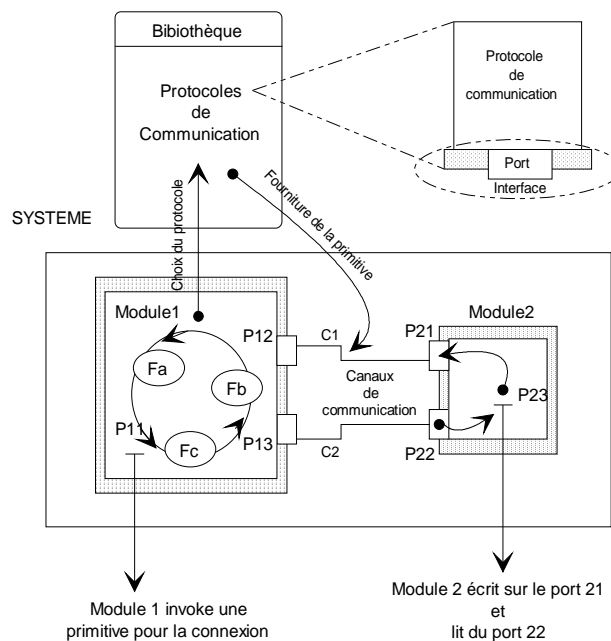 Bibiothèque
Protocoles
de
Communication
Protocole
de
communication
Port
Interface
SYSTEME
Choix du protocole
Fourniture de la primitive
Module1
Fa
Fb
Fc
P11
P12
P13
C1
Canaux
de
communication
C2
Module2
P21
P23
P22
Module 1 invoke une
primitive pour la connexion
Module 2 écrit sur le port 21
et
lit du port 22